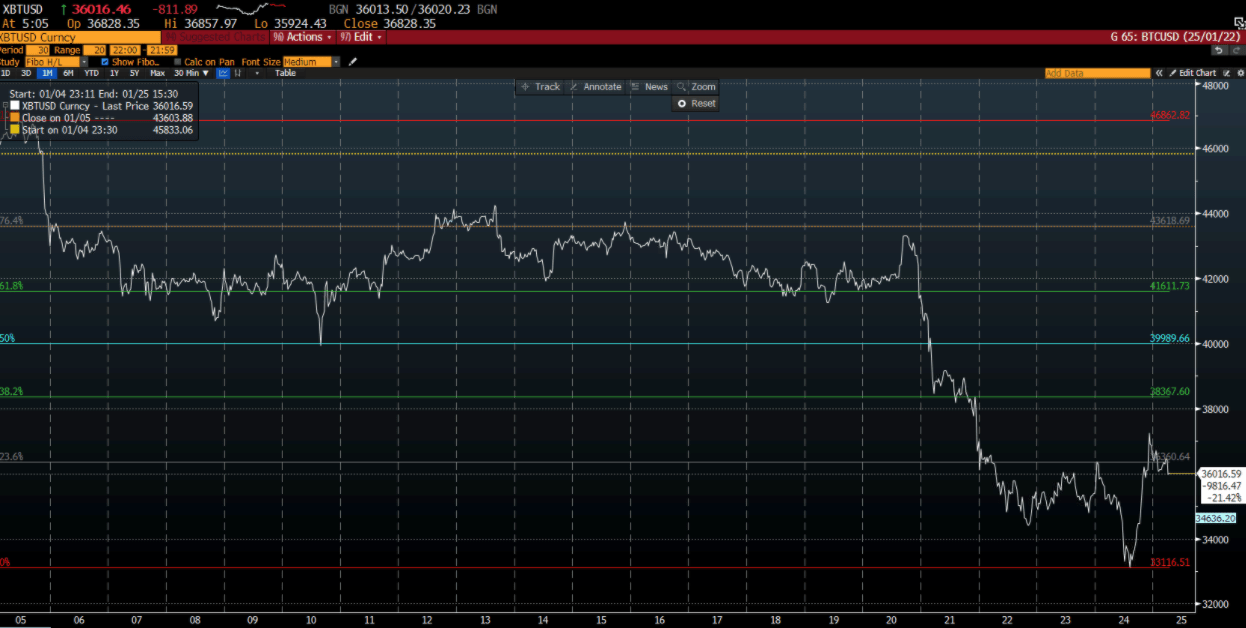 XBTUSD ↑ 36016.46 -811.89 BGN 36013.50/36020.23 BGN
At 5:05 Op 36828.35 Hi 36857.97 Lo 35924.43 Close 36828.35
XBTUSD Curncy 94) Suggested Charts 96) Actions 97) Edit G 65: BTCUSD (25/01/22)
Period 30 Range 20 22:00 - 21:59
Study Fibo H/L Show Fibo... Calc on Pan Font Size Medium
1D 3D 1M 6M YTD 1Y 5Y Max 30 Min ▼ Table Add Data « Edit Chart
Track Annotate News Zoom
Reset
Start: 01/04 23:11 End: 01/25 15:30
XBTUSD Curncy - Last Price 36016.59
Close on 01/05 ---- 43603.88
Start on 01/04 23:30 45833.06
48000
46862.82
46000
44000
76.4% 43618.69
42000
61.8% 41611.73
50% 39989.66
40000
38.2% 38367.60
38000
23.6% 36360.64
36016.59
-9816.47
-21.42%
34636.20
34000
0% 33116.51
32000
05 06 07 08 09 10 11 12 13 14 15 16 17 18 19 20 21 22 23 24 25